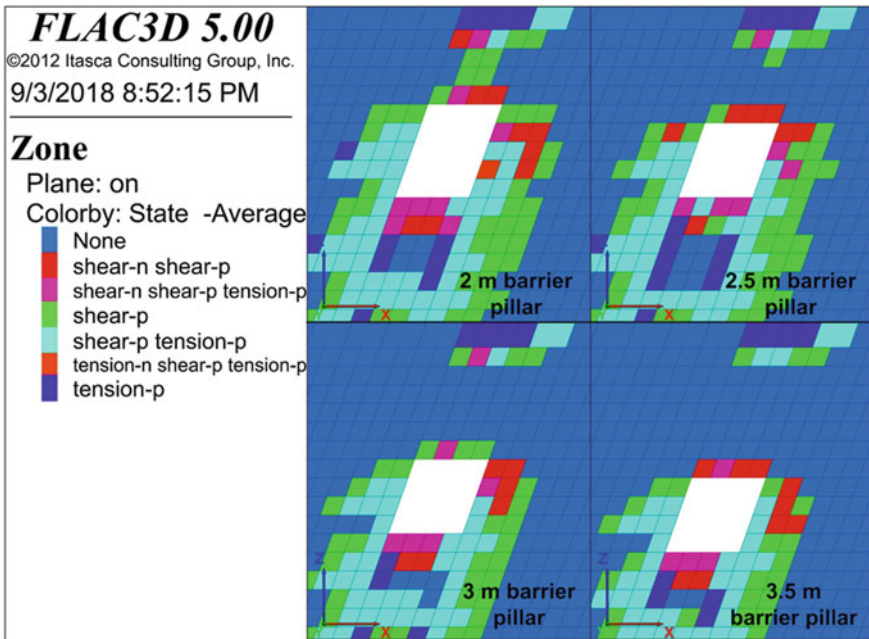 FLAC3D 5.00
©2012 Itasca Consulting Group, Inc.
9/3/2018 8:52:15 PM
Zone
Plane: on
Colorby: State -Average
None
shear-n shear-p
shear-n shear-p tension-p
shear-p
shear-p tension-p
tension-n shear-p tension-p
tension-p
2 m barrier
pillar
X
2.5 m barrier
pillar
X
Z
3 m barrier
pillar
X
Z
3.5 m
barrier pillar
X